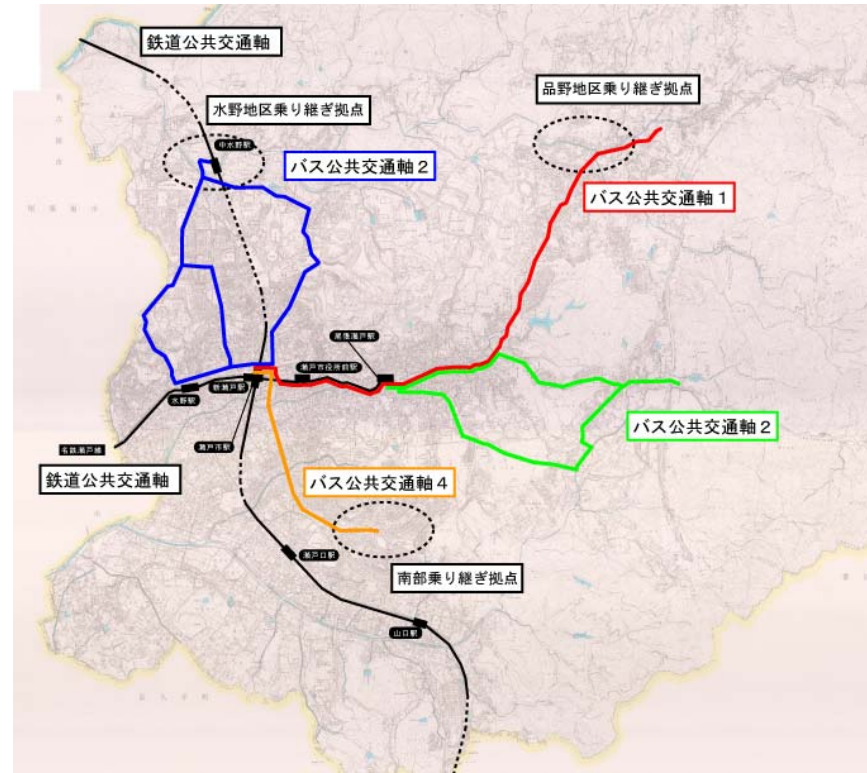 鉄道公共交通軸
品野地区乗り継ぎ拠点
水野地区乗り継ぎ拠点
中水野駅
バス公共交通軸２
バス公共交通軸１
尾張瀬戸駅
瀬戸市役所前駅
新瀬戸駅
水野駅
バス公共交通軸２
瀬戸市駅
名鉄瀬戸線
鉄道公共交通軸
バス公共交通軸４
瀬戸口駅
南部乗り継ぎ拠点
山口駅